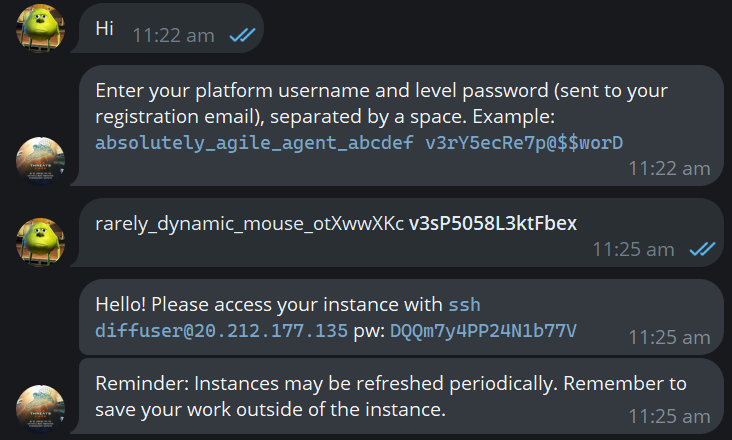 Hi 11:22 am
Enter your platform username and level password (sent to your
registration email), separated by a space. Example:
absolutely_agile_agent_abcdef v3rY5ecRe7p@$$worD
11:22 am
rarely_dynamic_mouse_otXwwXKc v3sP5058L3ktFbex
11:25 am
Hello! Please access your instance with ssh
diffuser@20.212.177.135 pw: DQQm7y4PP24N1b77V
11:25 am
Reminder: Instances may be refreshed periodically. Remember to
save your work outside of the instance.
11:25 am